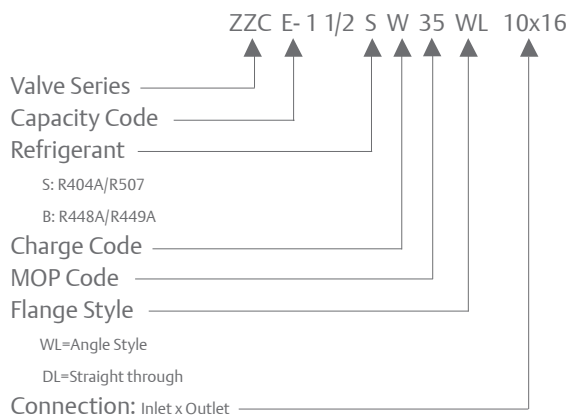 ZZC E- 1 1/2 S W 35 WL 10x16
Valve Series
Capacity Code
Refrigerant
S: R404A/R507
B: R448A/R449A
Charge Code
MOP Code
Flange Style
WL=Angle Style
DL=Straight through
Connection: Inlet x Outlet